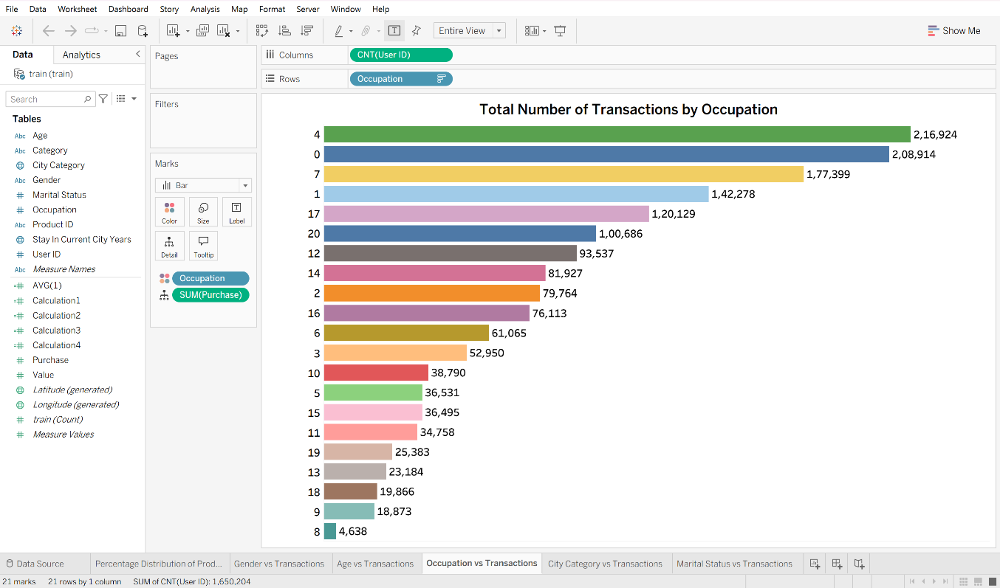 File Data Worksheet Dashboard Story Analysis Map Format Server Window Help
Entire View
Show Me
Data Analytics
train (train)
Search
Tables
Abc Age
Abc Category
City Category
Abc Gender
# Marital Status
# Occupation
Abc Product ID
Stay In Current City Years
# User ID
Abc Measure Names
=# AVG(1)
=# Calculation1
=# Calculation2
=# Calculation3
=# Calculation4
# Purchase
# Value
Latitude (generated)
Longitude (generated)
# train (Count)
# Measure Values
Pages
Filters
Marks
Bar
Color Size Label
Detail Tooltip
Occupation
SUM(Purchase)
Columns CNT(User ID)
Rows Occupation
Total Number of Transactions by Occupation
4 2,16,924
0 2,08,914
7 1,77,399
1 1,42,278
17 1,20,129
20 1,00,686
12 93,537
14 81,927
2 79,764
16 76,113
6 61,065
3 52,950
10 38,790
5 36,531
15 36,495
11 34,758
19 25,383
13 23,184
18 19,866
9 18,873
8 4,638
Data Source Percentage Distribution of Prod... Gender vs Transactions Age vs Transactions Occupation vs Transactions City Category vs Transactions Marital Status vs Transactions
21 marks 21 rows by 1 column SUM of CNT(User ID): 1,650,204